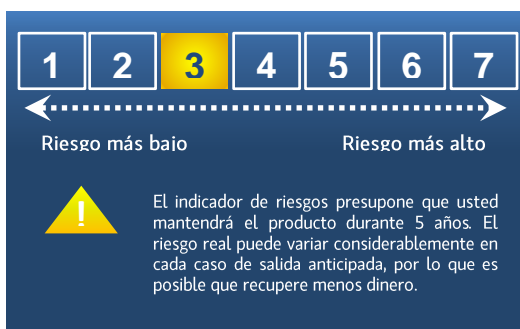 1 2 3 4 5 6 7
Riesgo más bajo Riesgo más alto
!
El indicador de riesgos presupone que usted
mantendrá el producto durante 5 años. El
riesgo real puede variar considerablemente en
cada caso de salida anticipada, por lo que es
posible que recupere menos dinero.